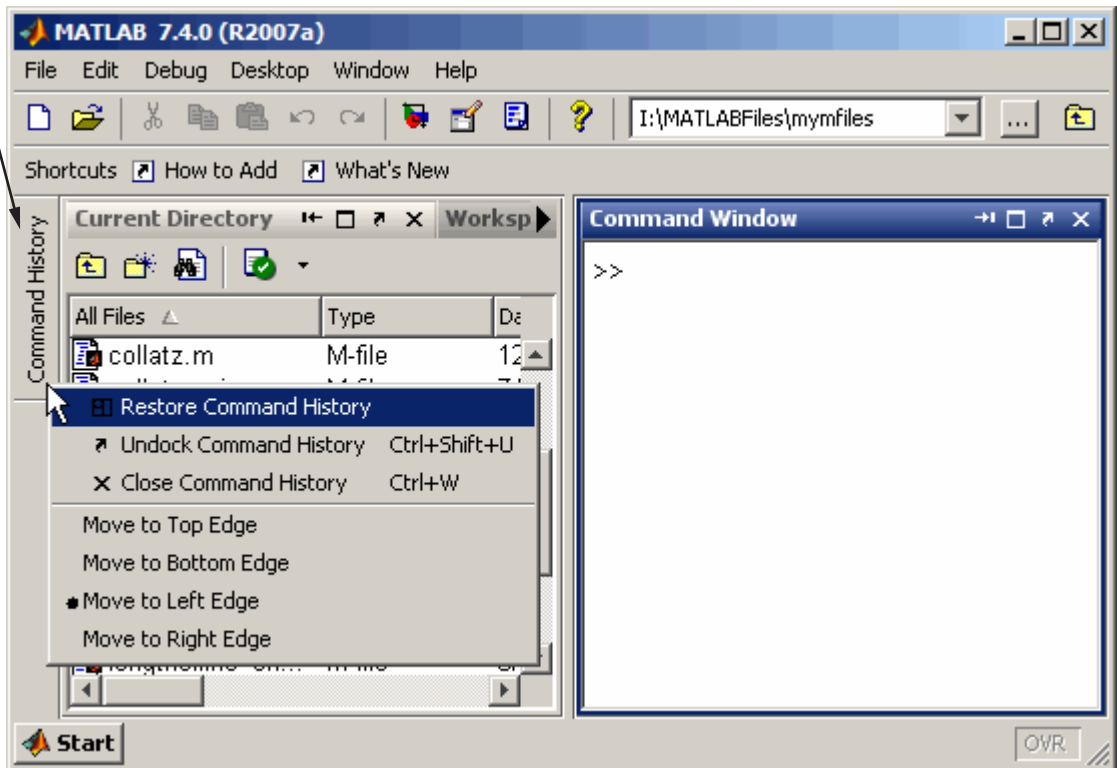 MATLAB 7.4.0 (R2007a)
File Edit Debug Desktop Window Help
I:\MATLABFiles\mymfiles ...
Shortcuts How to Add What's New
Command History
Current Directory Worksp
All Files Type Da
collatz.m M-file 12
Restore Command History
Undock Command History Ctrl+Shift+U
Close Command History Ctrl+W
Move to Top Edge
Move to Bottom Edge
Move to Left Edge
Move to Right Edge
Command Window
>>
Start
OVR